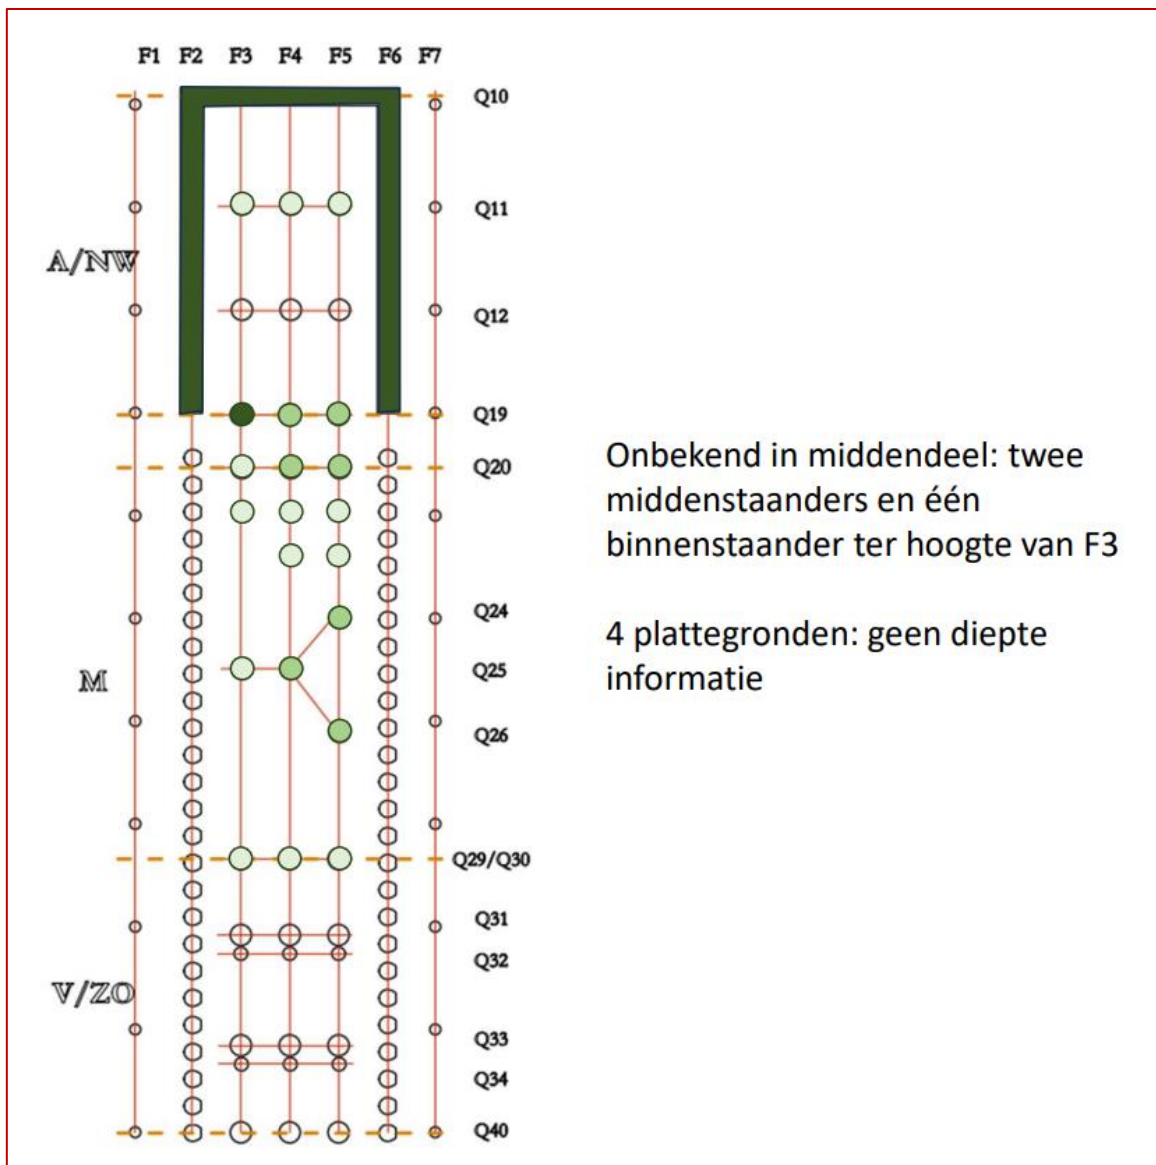 F1 F2 F3 F4 F5 F6 F7
Q10
Q11
A/NW
Q12
Q19
Q20
Onbekend in middendeel: twee
middenstaanders en één
binnenstaander ter hoogte van F3
Q24
4 plattegronden: geen diepte
informatie
Q25
M
Q26
Q29/Q30
Q31
Q32
V/ZO
Q33
Q34
Q40